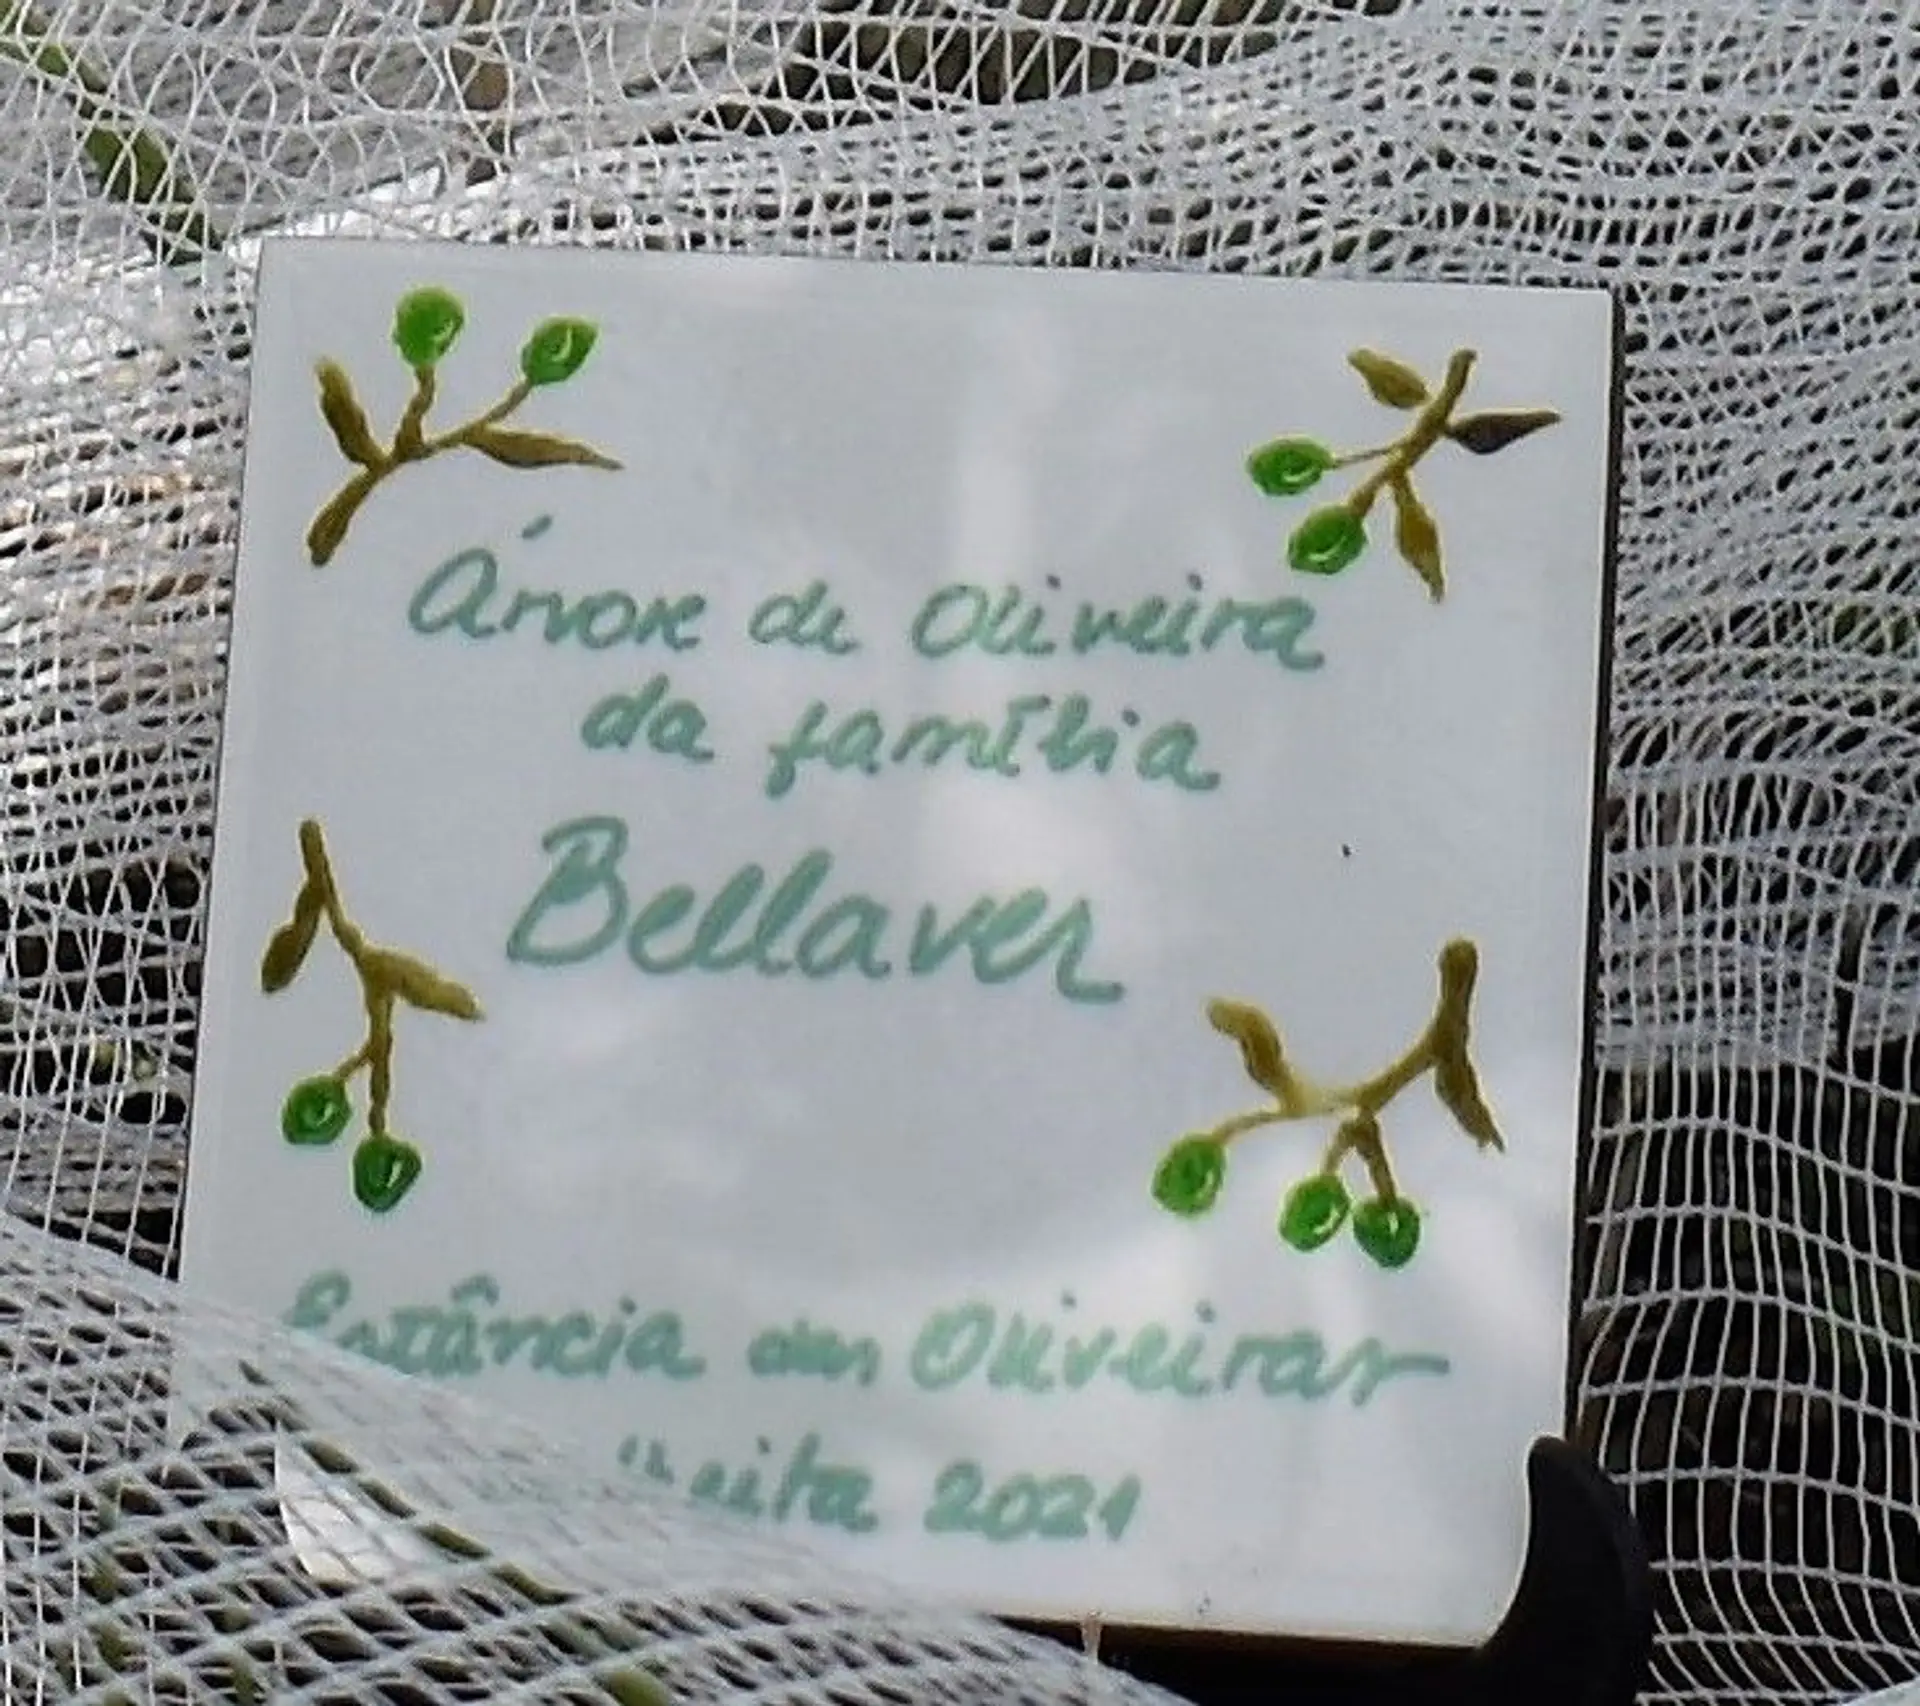 Árvore de Oliveira
da família
Bellaver
Estância das Oliveiras
2021